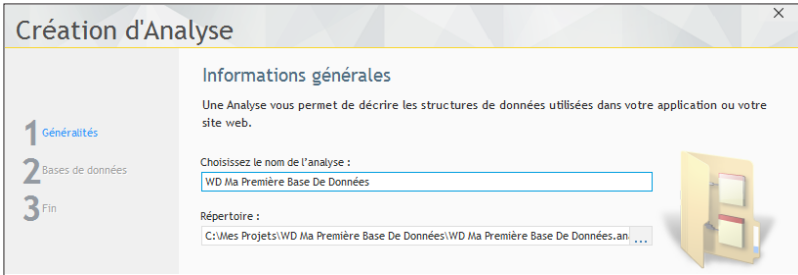 Création d'Analyse
Informations générales
Une Analyse vous permet de décrire les structures de données utilisées dans votre application ou votre
site web.
1 Généralités
2 Bases de données
3 Fin
Choisissez le nom de l'analyse :
WD Ma Première Base De Données
Répertoire :
C:\Mes Projets\WD Ma Première Base De Données\WD Ma Première Base De Données.an
...